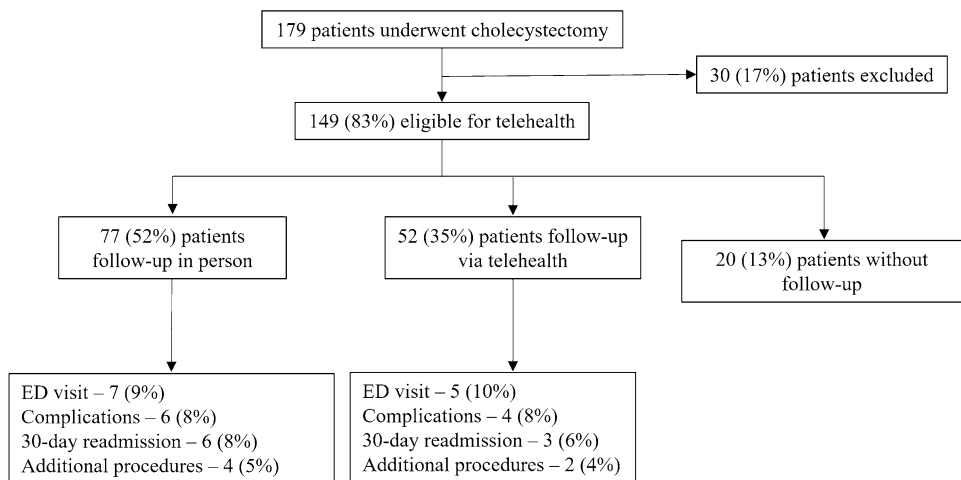 179 patients underwent cholecystectomy
30 (17%) patients excluded
149 (83%) eligible for telehealth
77 (52%) patients
follow-up in person
52 (35%) patients follow-up
via telehealth
20 (13%) patients without
follow-up
ED visit – 7 (9%)
Complications – 6 (8%)
30-day readmission – 6 (8%)
Additional procedures – 4 (5%)
ED visit – 5 (10%)
Complications – 4 (8%)
30-day readmission – 3 (6%)
Additional procedures – 2 (4%)